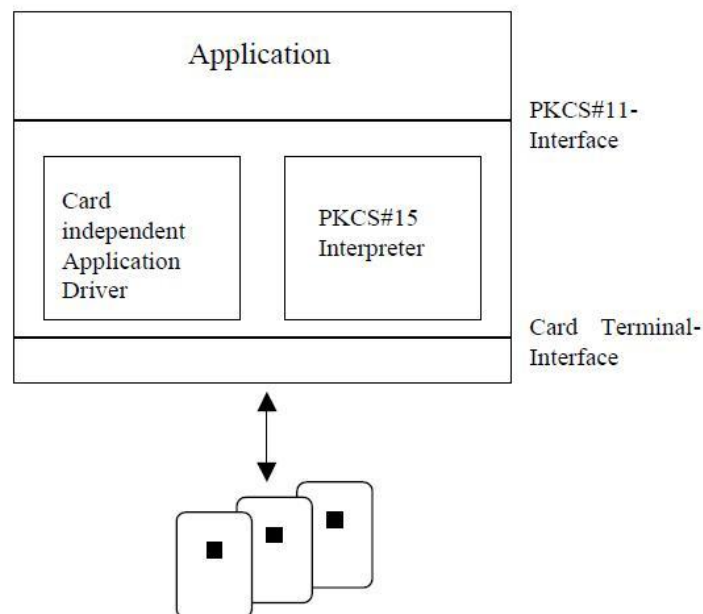 Application
PKCS#11-
Interface
Card
independent
Application
Driver
PKCS#15
Interpreter
Card Terminal-
Interface